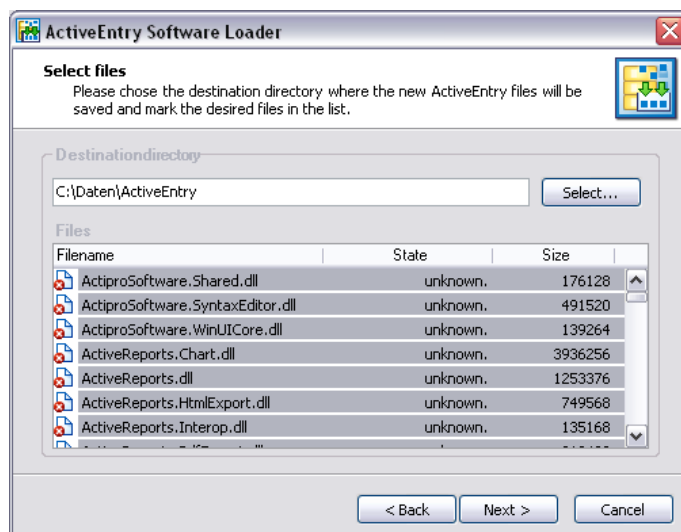 ActiveEntry Software Loader
Select files
Please chose the destination directory where the new ActiveEntry files will be
saved and mark the desired files in the list.
Destinationdirectory
C:\Daten\ActiveEntry Select...
Files
Filename State Size
ActiproSoftware.Shared.dll unknown. 176128
ActiproSoftware.SyntaxEditor.dll unknown. 491520
ActiproSoftware.WinUICore.dll unknown. 139264
ActiveReports.Chart.dll unknown. 3936256
ActiveReports.dll unknown. 1253376
ActiveReports.HtmlExport.dll unknown. 749568
ActiveReports.Interop.dll unknown. 135168
< Back Next > Cancel